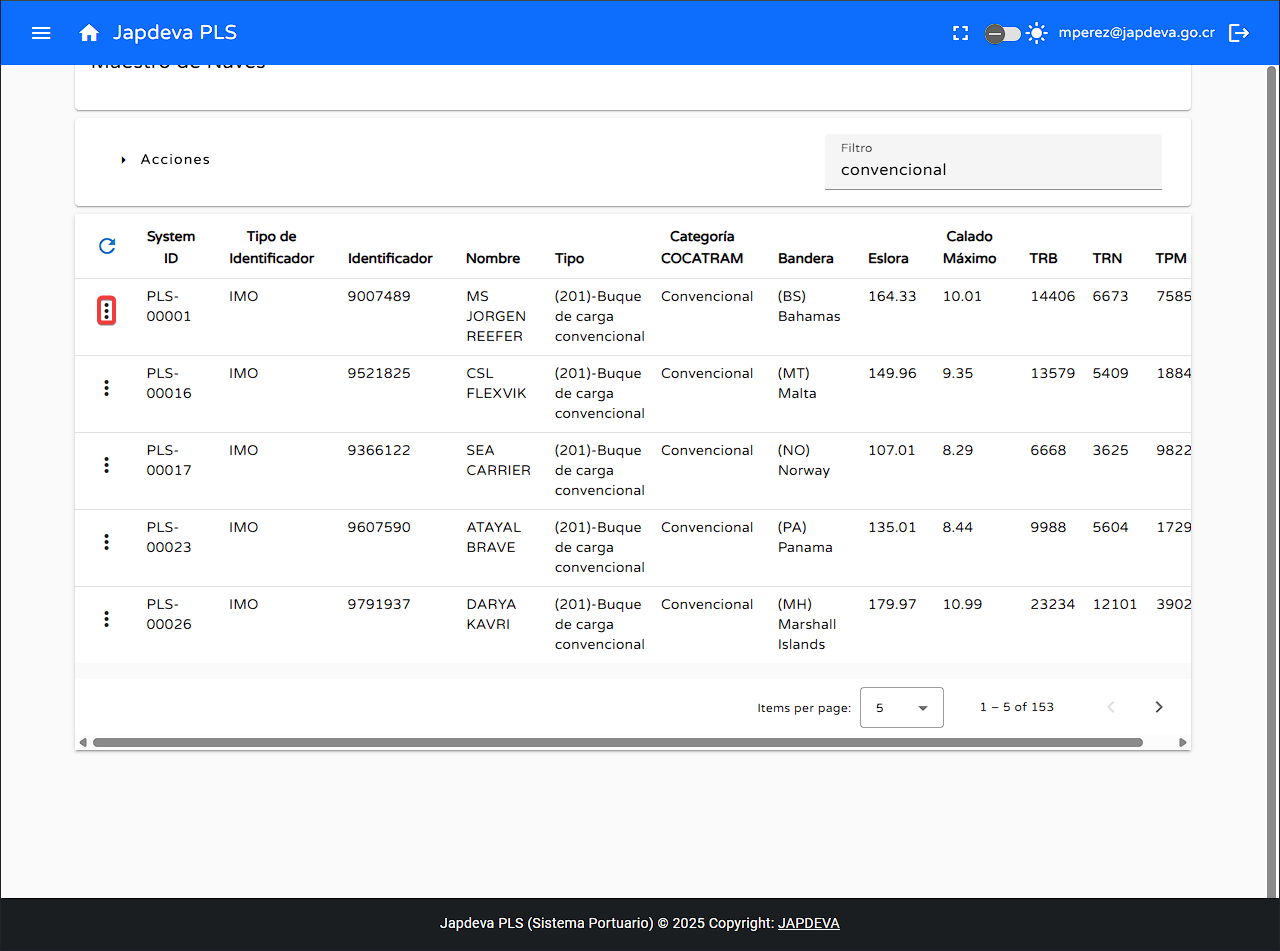 Japdeva PLS
mperez@japdeva.go.cr
Maestro de Naves
Acciones
Filtro
convencional
System ID Tipo de Identificador Identificador Nombre Tipo Categoría COCATRAM Bandera Eslora Calado Máximo TRB TRN TPM
PLS-00001 IMO 9007489 MS JORGEN REEFER (201)-Buque de carga convencional Convencional (BS) Bahamas 164.33 10.01 14406 6673 7585
PLS-00016 IMO 9521825 CSL FLEXVIK (201)-Buque de carga convencional Convencional (MT) Malta 149.96 9.35 13579 5409 1884
PLS-00017 IMO 9366122 SEA CARRIER (201)-Buque de carga convencional Convencional (NO) Norway 107.01 8.29 6668 3625 9822
PLS-00023 IMO 9607590 ATAYAL BRAVE (201)-Buque de carga convencional Convencional (PA) Panama 135.01 8.44 9988 5604 1729
PLS-00026 IMO 9791937 DARYA KAVRI (201)-Buque de carga convencional Convencional (MH) Marshall Islands 179.97 10.99 23234 12101 3902
Items per page: 5 1 – 5 of 153
Japdeva PLS (Sistema Portuario) © 2025 Copyright: JAPDEVA